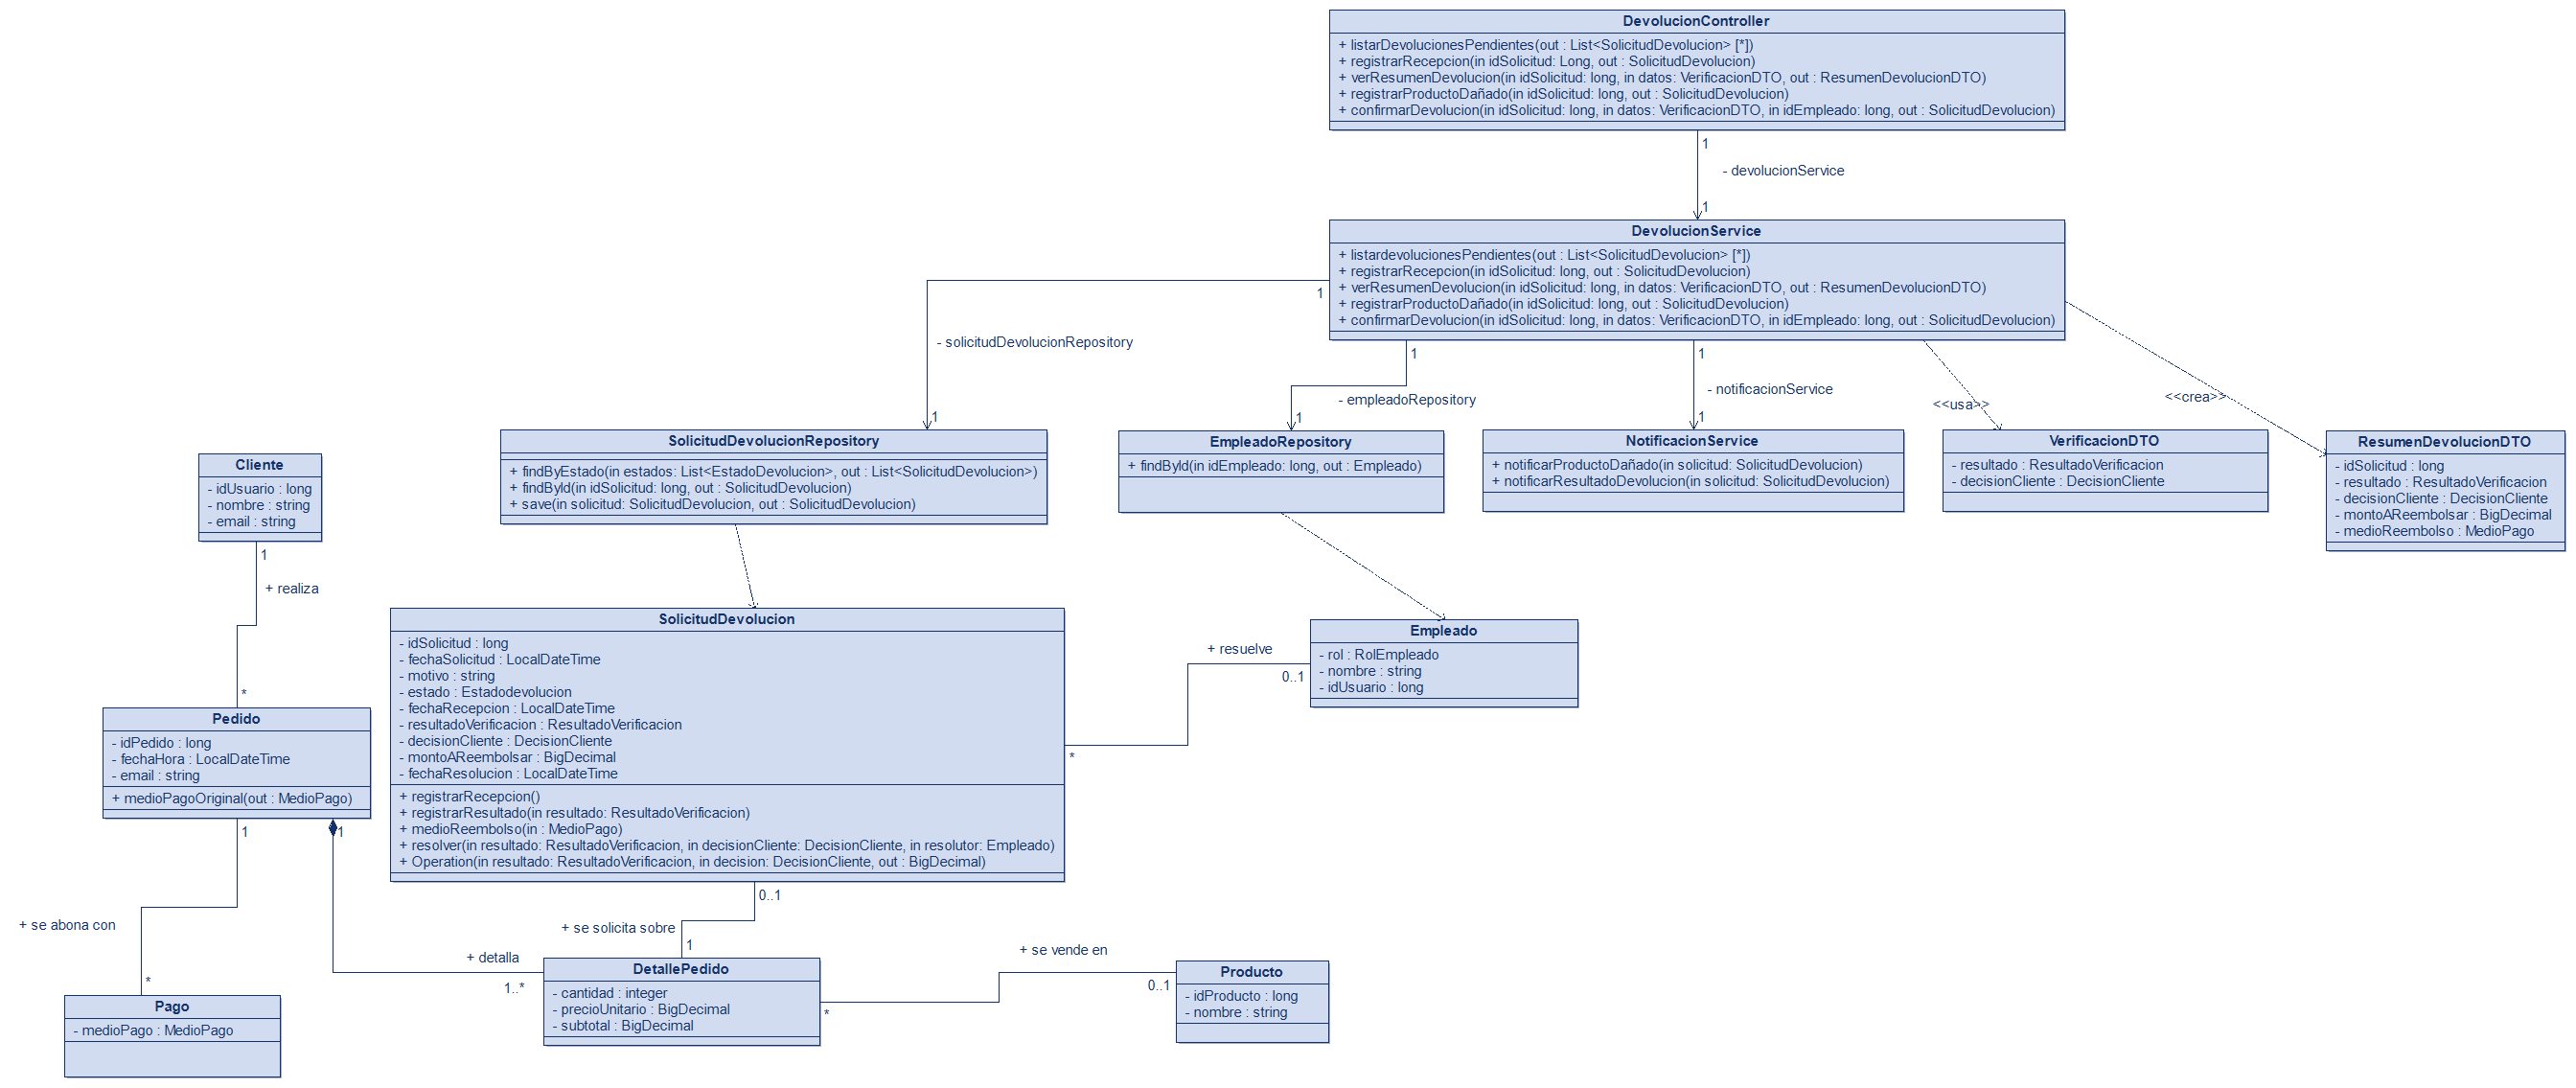 DevolucionController
+ listarDevolucionesPendientes(out : List<SolicitudDevolucion> [*])
+ registrarRecepcion(in idSolicitud: Long, out : SolicitudDevolucion)
+ verResumenDevolucion(in idSolicitud: long, in datos: VerificacionDTO, out : ResumenDevolucionDTO)
+ registrarProductoDañado(in idSolicitud: long, out : SolicitudDevolucion)
+ confirmarDevolucion(in idSolicitud: long, in datos: VerificacionDTO, in idEmpleado: long, out : SolicitudDevolucion)
1
- devolucionService
1
DevolucionService
+ listardevolucionesPendientes(out : List<SolicitudDevolucion> [*])
+ registrarRecepcion(in idSolicitud: long, out : SolicitudDevolucion)
+ verResumenDevolucion(in idSolicitud: long, in datos: VerificacionDTO, out : ResumenDevolucionDTO)
+ registrarProductoDañado(in idSolicitud: long, out : SolicitudDevolucion)
+ confirmarDevolucion(in idSolicitud: long, in datos: VerificacionDTO, in idEmpleado: long, out : SolicitudDevolucion)
1
- solicitudDevolucionRepository
1
1
- empleadoRepository
1
1
- notificacionService
1
<<usa>>
<<crea>>
SolicitudDevolucionRepository
+ findByEstado(in estados: List<EstadoDevolucion>, out : List<SolicitudDevolucion>)
+ findById(in idSolicitud: long, out : SolicitudDevolucion)
+ save(in solicitud: SolicitudDevolucion, out : SolicitudDevolucion)
EmpleadoRepository
+ findById(in idEmpleado: long, out : Empleado)
NotificacionService
+ notificarProductoDañado(in solicitud: SolicitudDevolucion)
+ notificarResultadoDevolucion(in solicitud: SolicitudDevolucion)
VerificacionDTO
- resultado : ResultadoVerificacion
- decisionCliente : DecisionCliente
ResumenDevolucionDTO
- idSolicitud : long
- resultado : ResultadoVerificacion
- decisionCliente : DecisionCliente
- montoAReembolsar : BigDecimal
- medioReembolso : MedioPago
Cliente
- idUsuario : long
- nombre : string
- email : string
1
+ realiza
*
SolicitudDevolucion
- idSolicitud : long
- fechaSolicitud : LocalDateTime
- motivo : string
- estado : Estadodevolucion
- fechaRecepcion : LocalDateTime
- resultadoVerificacion : ResultadoVerificacion
- decisionCliente : DecisionCliente
- montoAReembolsar : BigDecimal
- fechaResolucion : LocalDateTime
+ registrarRecepcion()
+ registrarResultado(in resultado: ResultadoVerificacion)
+ medioReembolso(in : MedioPago)
+ resolver(in resultado: ResultadoVerificacion, in decisionCliente: DecisionCliente, in resolutor: Empleado)
+ Operation(in resultado: ResultadoVerificacion, in decision: DecisionCliente, out : BigDecimal)
+ resuelve
0..1
*
Empleado
- rol : RolEmpleado
- nombre : string
- idUsuario : long
Pedido
- idPedido : long
- fechaHora : LocalDateTime
- email : string
+ medioPagoOriginal(out : MedioPago)
1
1
+ se abona con
*
+ detalla
1..*
0..1
+ se solicita sobre
1
+ se vende en
0..1
*
DetallePedido
- cantidad : integer
- precioUnitario : BigDecimal
- subtotal : BigDecimal
Producto
- idProducto : long
- nombre : string
Pago
- medioPago : MedioPago